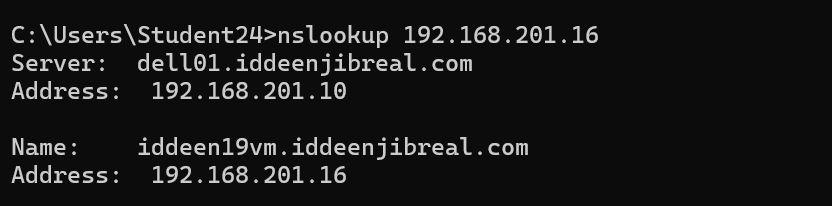 C:\Users\Student24>nslookup 192.168.201.16
Server:  dell01.iddeenjibreal.com
Address:  192.168.201.10

Name:    iddeen19vm.iddeenjibreal.com
Address:  192.168.201.16